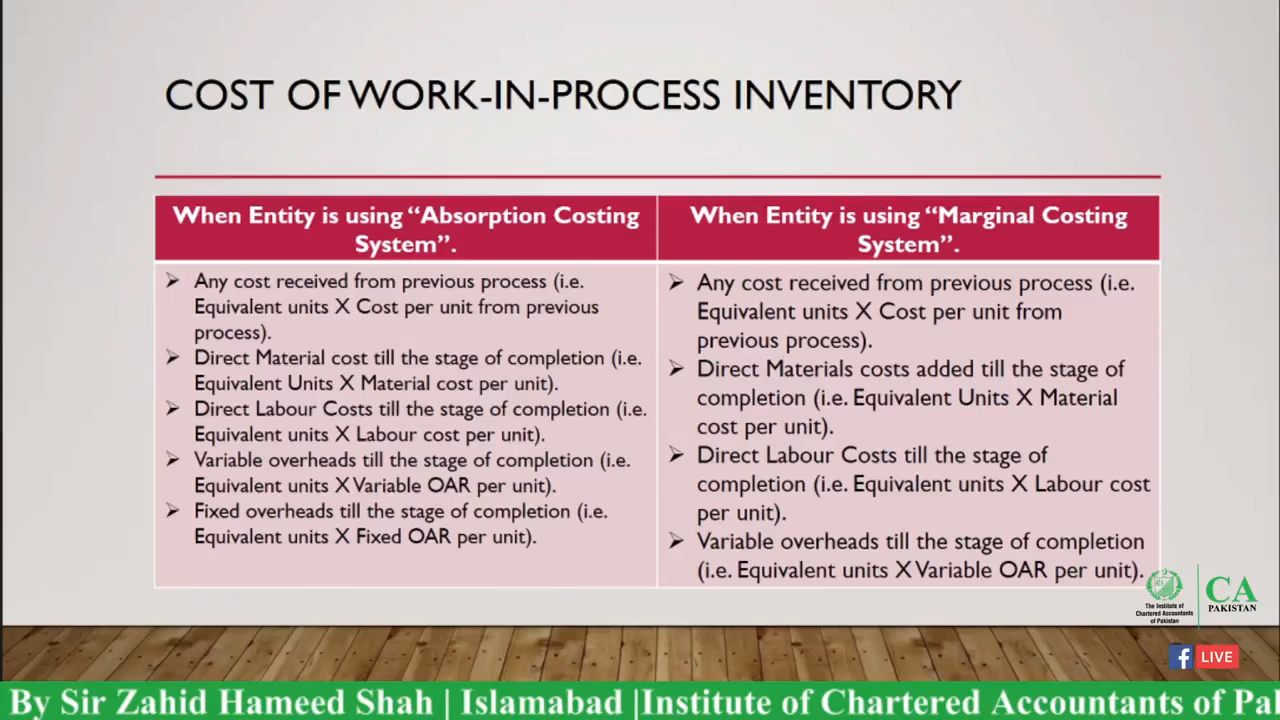 COST OF WORK-IN-PROCESS INVENTORY
When Entity is using “Absorption Costing
System”.
➢ Any cost received from previous process (i.e.
Equivalent units X Cost per unit from previous
process).
➢ Direct Material cost till the stage of completion (i.e.
Equivalent Units X Material cost per unit).
➢ Direct Labour Costs till the stage of completion (i.e.
Equivalent units X Labour cost per unit).
➢ Variable overheads till the stage of completion (i.e.
Equivalent units X Variable OAR per unit).
➢ Fixed overheads till the stage of completion (i.e.
Equivalent units X Fixed OAR per unit).
When Entity is using “Marginal Costing
System”.
➢ Any cost received from previous process (i.e.
Equivalent units X Cost per unit from
previous process).
➢ Direct Materials costs added till the stage of
completion (i.e. Equivalent Units X Material
cost per unit).
➢ Direct Labour Costs till the stage of
completion (i.e. Equivalent units X Labour cost
per unit).
➢ Variable overheads till the stage of completion
(i.e. Equivalent units X Variable OAR per unit).
The Institute of
Chartered Accountants
of Pakistan
CA
PAKISTAN
f LIVE
By Sir Zahid Hameed Shah | Islamabad |Institute of Chartered Accountants of Pal